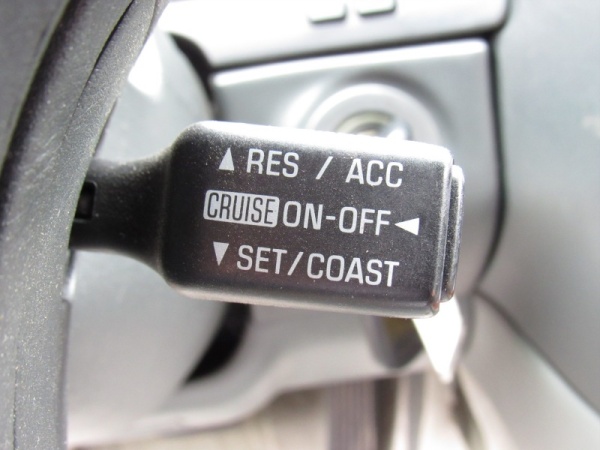 ▲ RES / ACC
CRUISE ON-OFF ◀
▼ SET/COAST